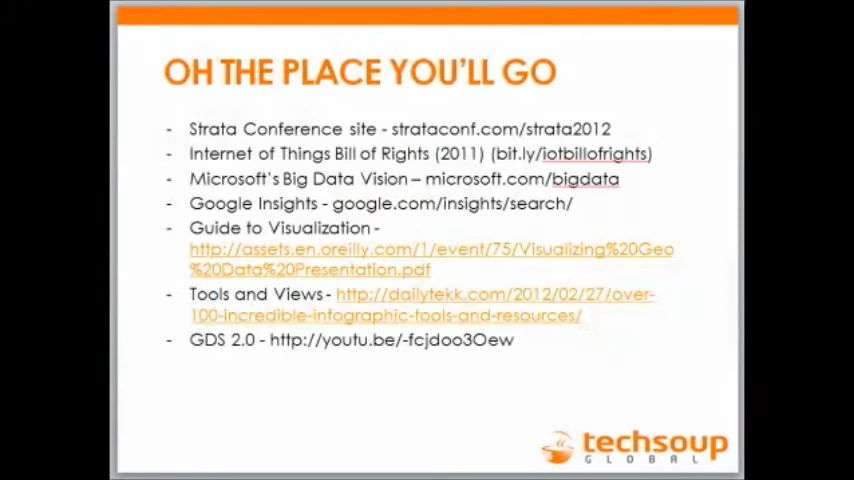 OH THE PLACE YOU'LL GO
- Strata Conference site - strataconf.com/strata2012
- Internet of Things Bill of Rights (2011) (bit.ly/iotbillofrights)
- Microsoft's Big Data Vision – microsoft.com/bigdata
- Google Insights - google.com/insights/search/
- Guide to Visualization -
http://assets.en.oreilly.com/1/event/75/Visualizing%20Geo
%20Data%20Presentation.pdf
- Tools and Views - http://dailytekk.com/2012/02/27/over-
100-incredible-infographic-tools-and-resources/
- GDS 2.0 - http://youtu.be/-fcjdoo3Oew
techsoup
GLOBAL